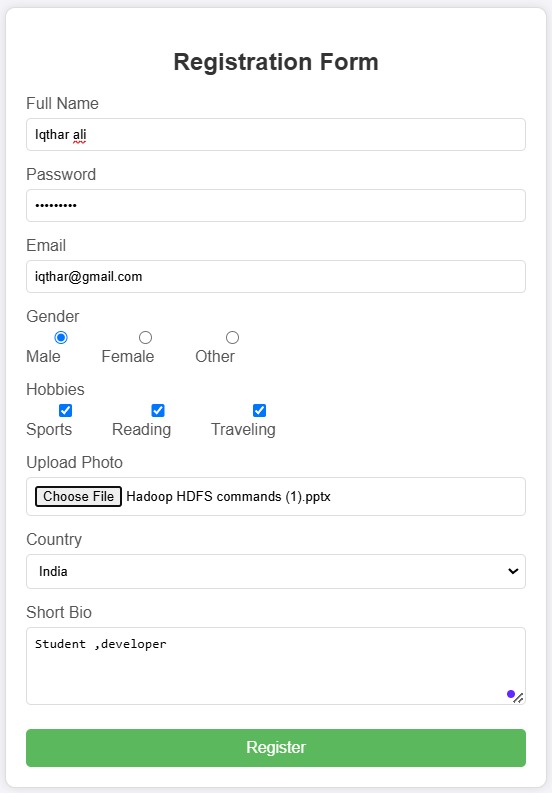 Registration Form
Full Name
Iqthar ali
Password
•••••••••
Email
iqthar@gmail.com
Gender
Male Female Other
Hobbies
Sports Reading Traveling
Upload Photo
Choose File Hadoop HDFS commands (1).pptx
Country
India
Short Bio
Student ,developer
Register